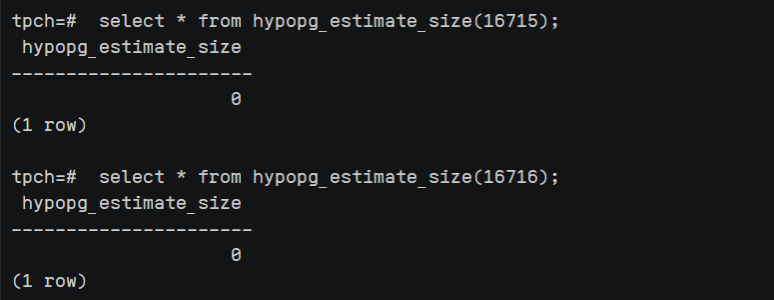 tpch=#  select * from hypopg_estimate_size(16715);
 hypopg_estimate_size
----------------------
                    0
(1 row)

tpch=#  select * from hypopg_estimate_size(16716);
 hypopg_estimate_size
----------------------
                    0
(1 row)